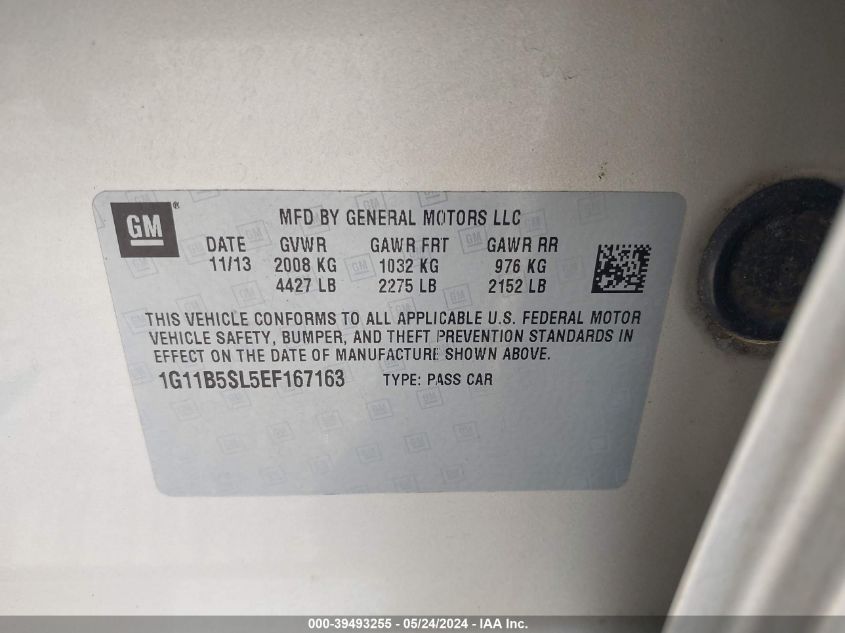 GM ®
MFD BY GENERAL MOTORS LLC
DATE GVWR GAWR FRT GAWR RR
11/13 2008 KG 1032 KG 976 KG
4427 LB 2275 LB 2152 LB
THIS VEHICLE CONFORMS TO ALL APPLICABLE U.S. FEDERAL MOTOR
VEHICLE SAFETY, BUMPER, AND THEFT PREVENTION STANDARDS IN
EFFECT ON THE DATE OF MANUFACTURE SHOWN ABOVE.
1G11B5SL5EF167163 TYPE: PASS CAR
000-39493255 - 05/24/2024 - IAA Inc.